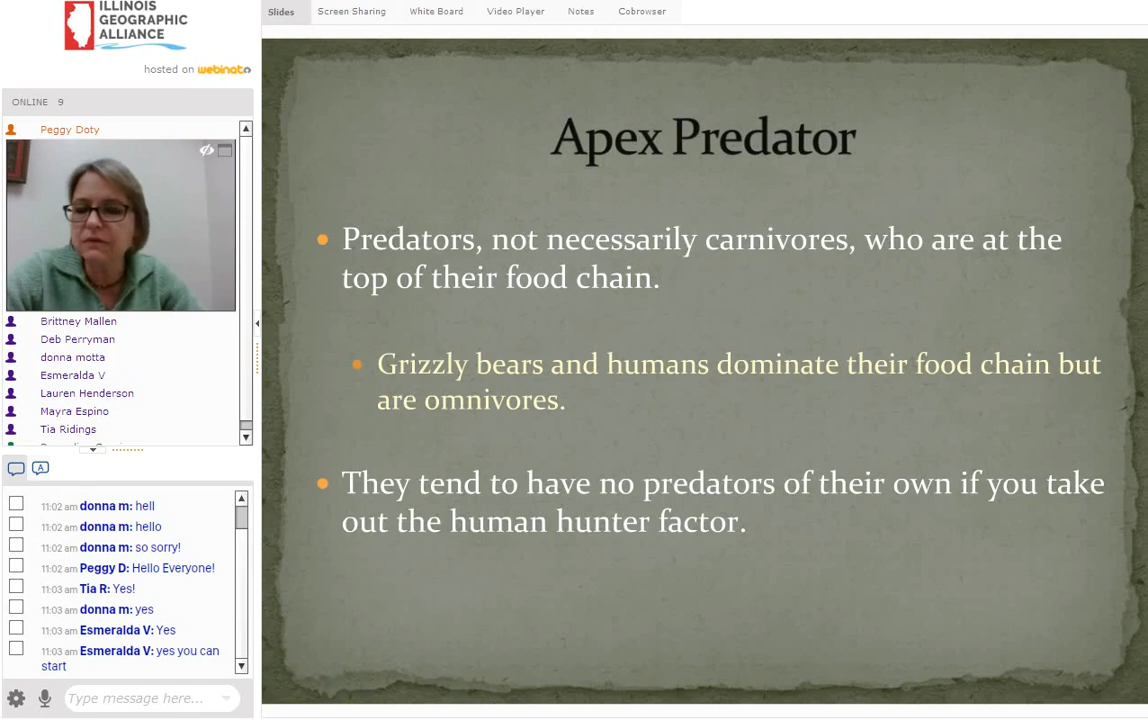 ILLINOIS
GEOGRAPHIC
ALLIANCE
hosted on webinato
ONLINE 9
Peggy Doty
Brittney Mallen
Deb Perryman
donna motta
Esmeralda V
Lauren Henderson
Mayra Espino
Tia Ridings
A
11:02 am donna m: hell
11:02 am donna m: hello
11:02 am donna m: so sorry!
11:02 am Peggy D: Hello Everyone!
11:03 am Tia R: Yes!
11:03 am donna m: yes
11:03 am Esmeralda V: Yes
11:03 am Esmeralda V: yes you can
start
Type message here...
Slides Screen Sharing White Board Video Player Notes Cobrowser
Apex Predator
Predators, not necessarily carnivores, who are at the
top of their food chain.
Grizzly bears and humans dominate their food chain but
are omnivores.
They tend to have no predators of their own if you take
out the human hunter factor.